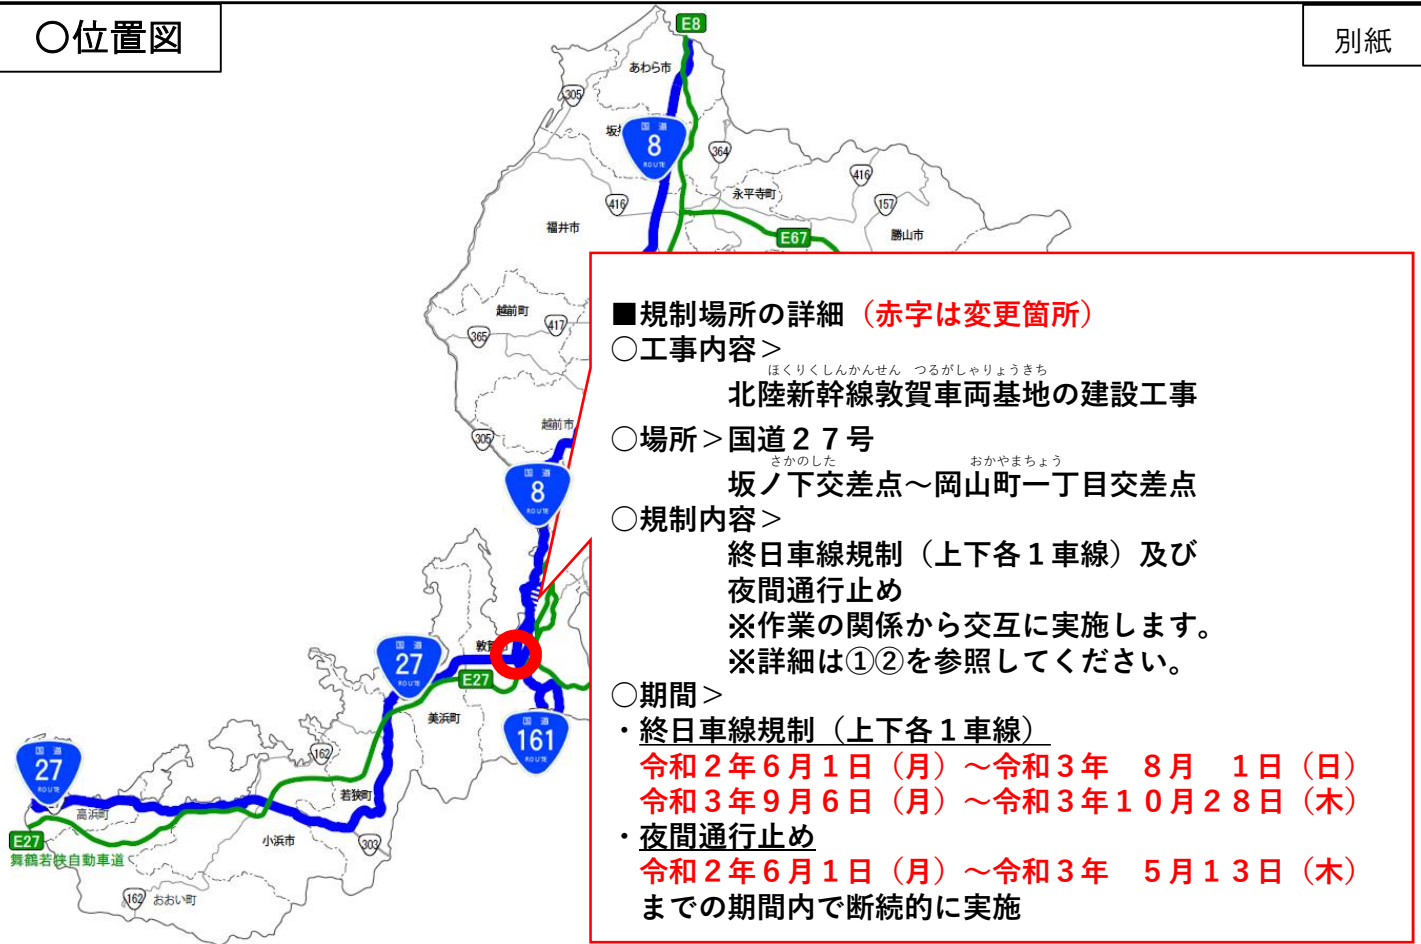 ○位置図
別紙
E8
あわら市
305
国道
8
ROUTE
364
416
永平寺町
416
157
福井市
E67
勝山市
越前町
417
365
越前市
305
国道
8
ROUTE
国道
27
ROUTE
E27
美浜町
国道
161
ROUTE
国道
27
ROUTE
162
若狭町
高浜町
小浜市
303
E27
舞鶴若狭自動車道
162
おおい町
■規制場所の詳細（赤字は変更箇所）
○工事内容＞
ほくりくしんかんせん つるがしゃりょうきち
北陸新幹線敦賀車両基地の建設工事
○場所＞国道２７号
さかのした おかやまちょう
坂ノ下交差点～岡山町一丁目交差点
○規制内容＞
終日車線規制（上下各１車線）及び
夜間通行止め
※作業の関係から交互に実施します。
※詳細は①②を参照してください。
○期間＞
・終日車線規制（上下各１車線）
令和２年６月１日（月）～令和３年　８月　１日（日）
令和３年９月６日（月）～令和３年１０月２８日（木）
・夜間通行止め
令和２年６月１日（月）～令和３年　５月１３日（木）
までの期間内で断続的に実施